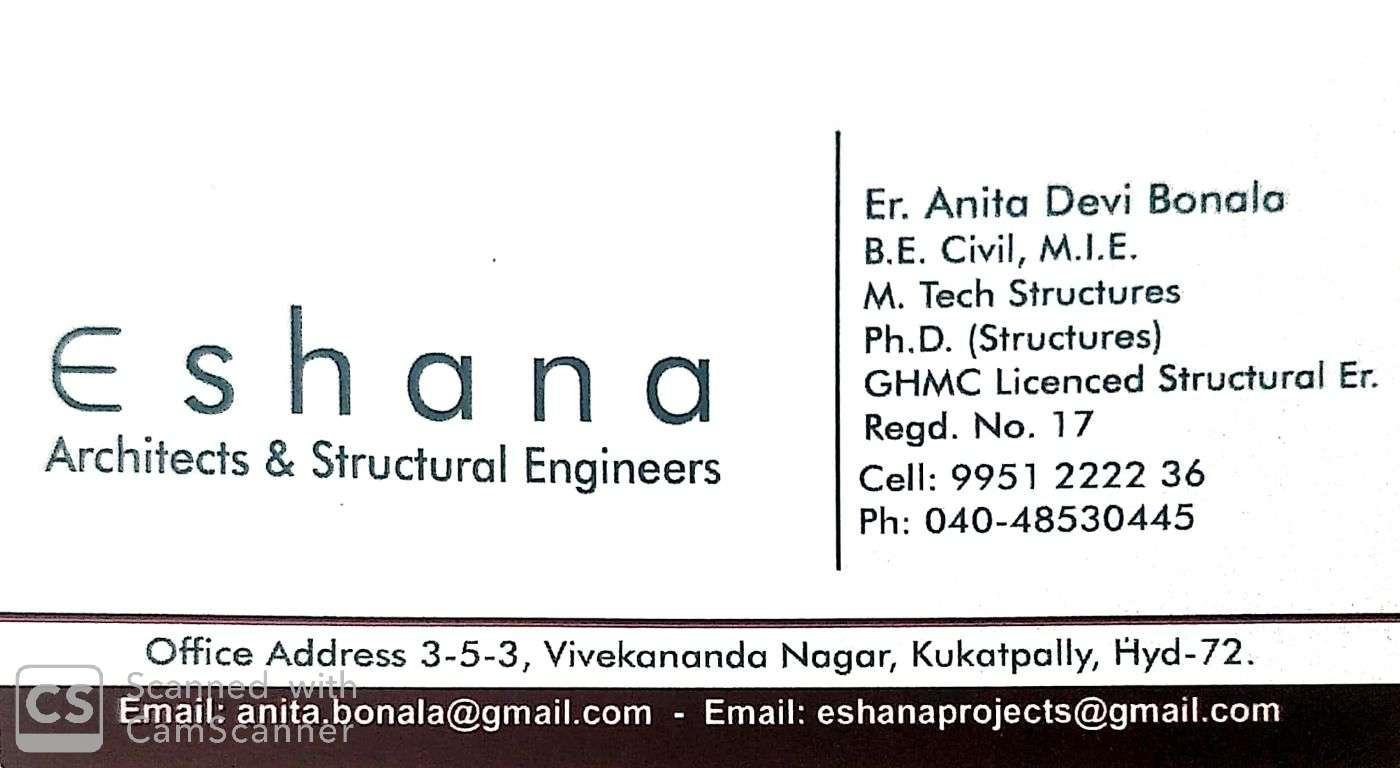 Eshana
Architects & Structural Engineers
Er. Anita Devi Bonala
B.E. Civil, M.I.E.
M. Tech Structures
Ph.D. (Structures)
GHMC Licenced Structural Er.
Regd. No. 17
Cell: 9951 2222 36
Ph: 040-48530445
Office Address 3-5-3, Vivekananda Nagar, Kukatpally, Hyd-72.
Email: anita.bonala@gmail.com - Email: eshanaprojects@gmail.com
CS
Scanned with
CamScanner